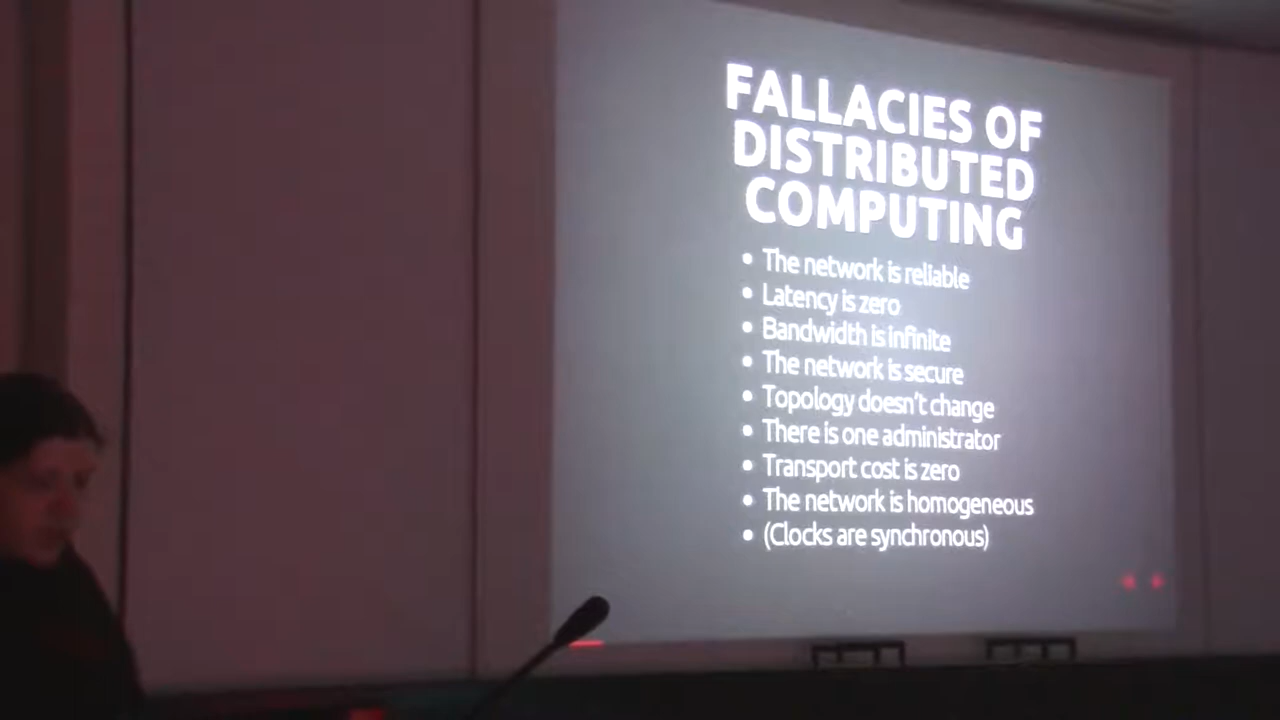 FALLACIES OF
DISTRIBUTED
COMPUTING
• The network is reliable
• Latency is zero
• Bandwidth is infinite
• The network is secure
• Topology doesn't change
• There is one administrator
• Transport cost is zero
• The network is homogeneous
• (Clocks are synchronous)